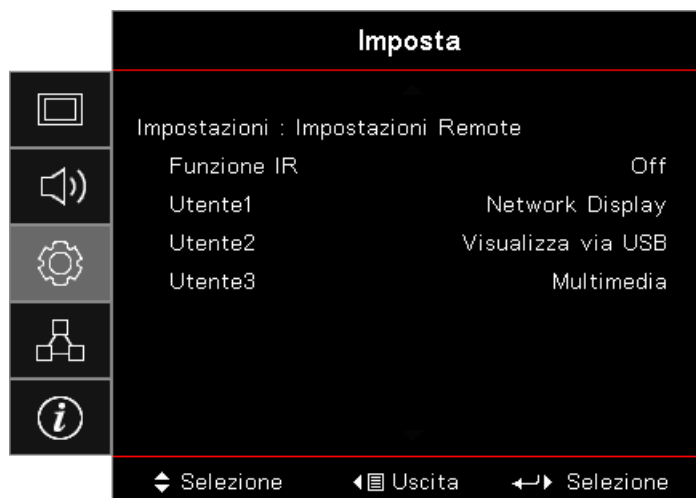 Imposta
Impostazioni : Impostazioni Remote
Funzione IR Off
Utente1 Network Display
Utente2 Visualizza via USB
Utente3 Multimedia
i
Selezione Uscita Selezione